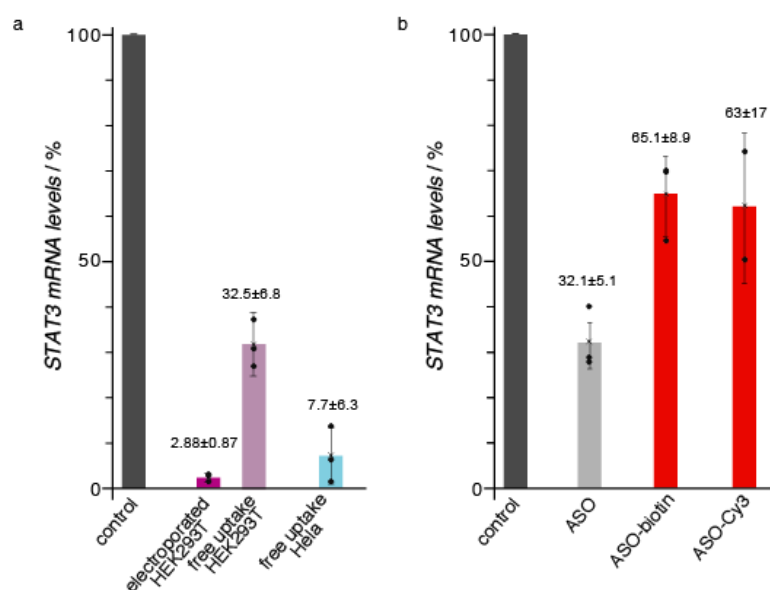 a
STAT3 mRNA levels / %
100
50
0
2.88±0.87
32.5±6.8
7.7±6.3
control
electroporated
HEK293T
free uptake
HEK293T
free uptake
Hela
b
STAT3 mRNA levels / %
100
50
0
32.1±5.1
65.1±8.9
63±17
control
ASO
ASO-biotin
ASO-Cy3